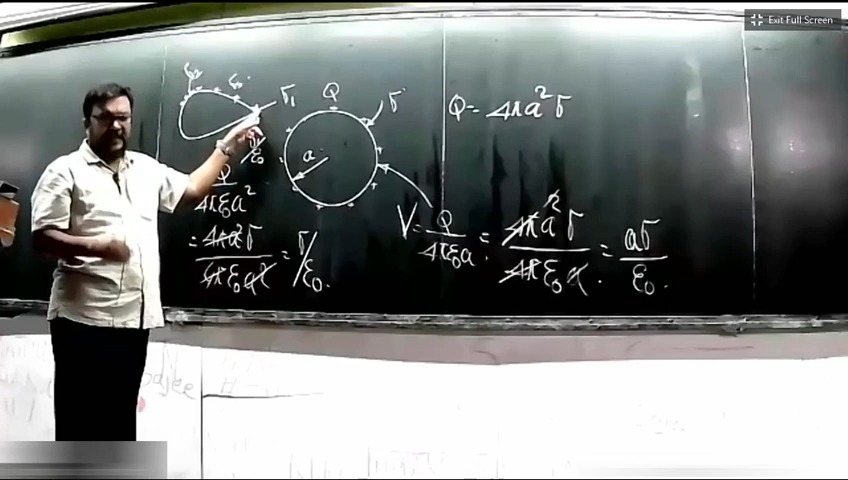 Exit Full Screen
Q
σ
σ₁
a
Q = 4πa²σ
σ/ε₀
Q / 4πε₀a²
= 4πa²σ / 4πε₀a² = σ/ε₀.
V = Q / 4πε₀a = 4πa²σ / 4πε₀a = aσ / ε₀.